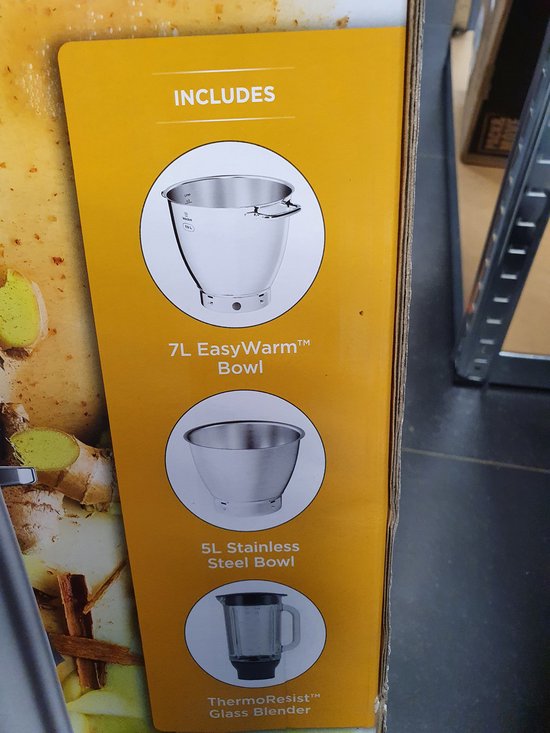 INCLUDES
7L EasyWarm™
Bowl
5L Stainless
Steel Bowl
ThermoResist™
Glass Blender